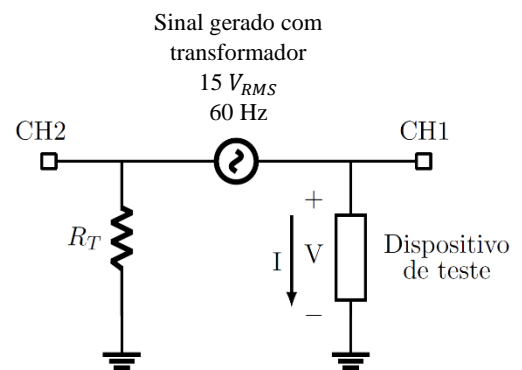 Sinal gerado com
transformador
15 V_RMS
60 Hz
CH2
CH1
R_T
+
I
V
−
Dispositivo
de teste